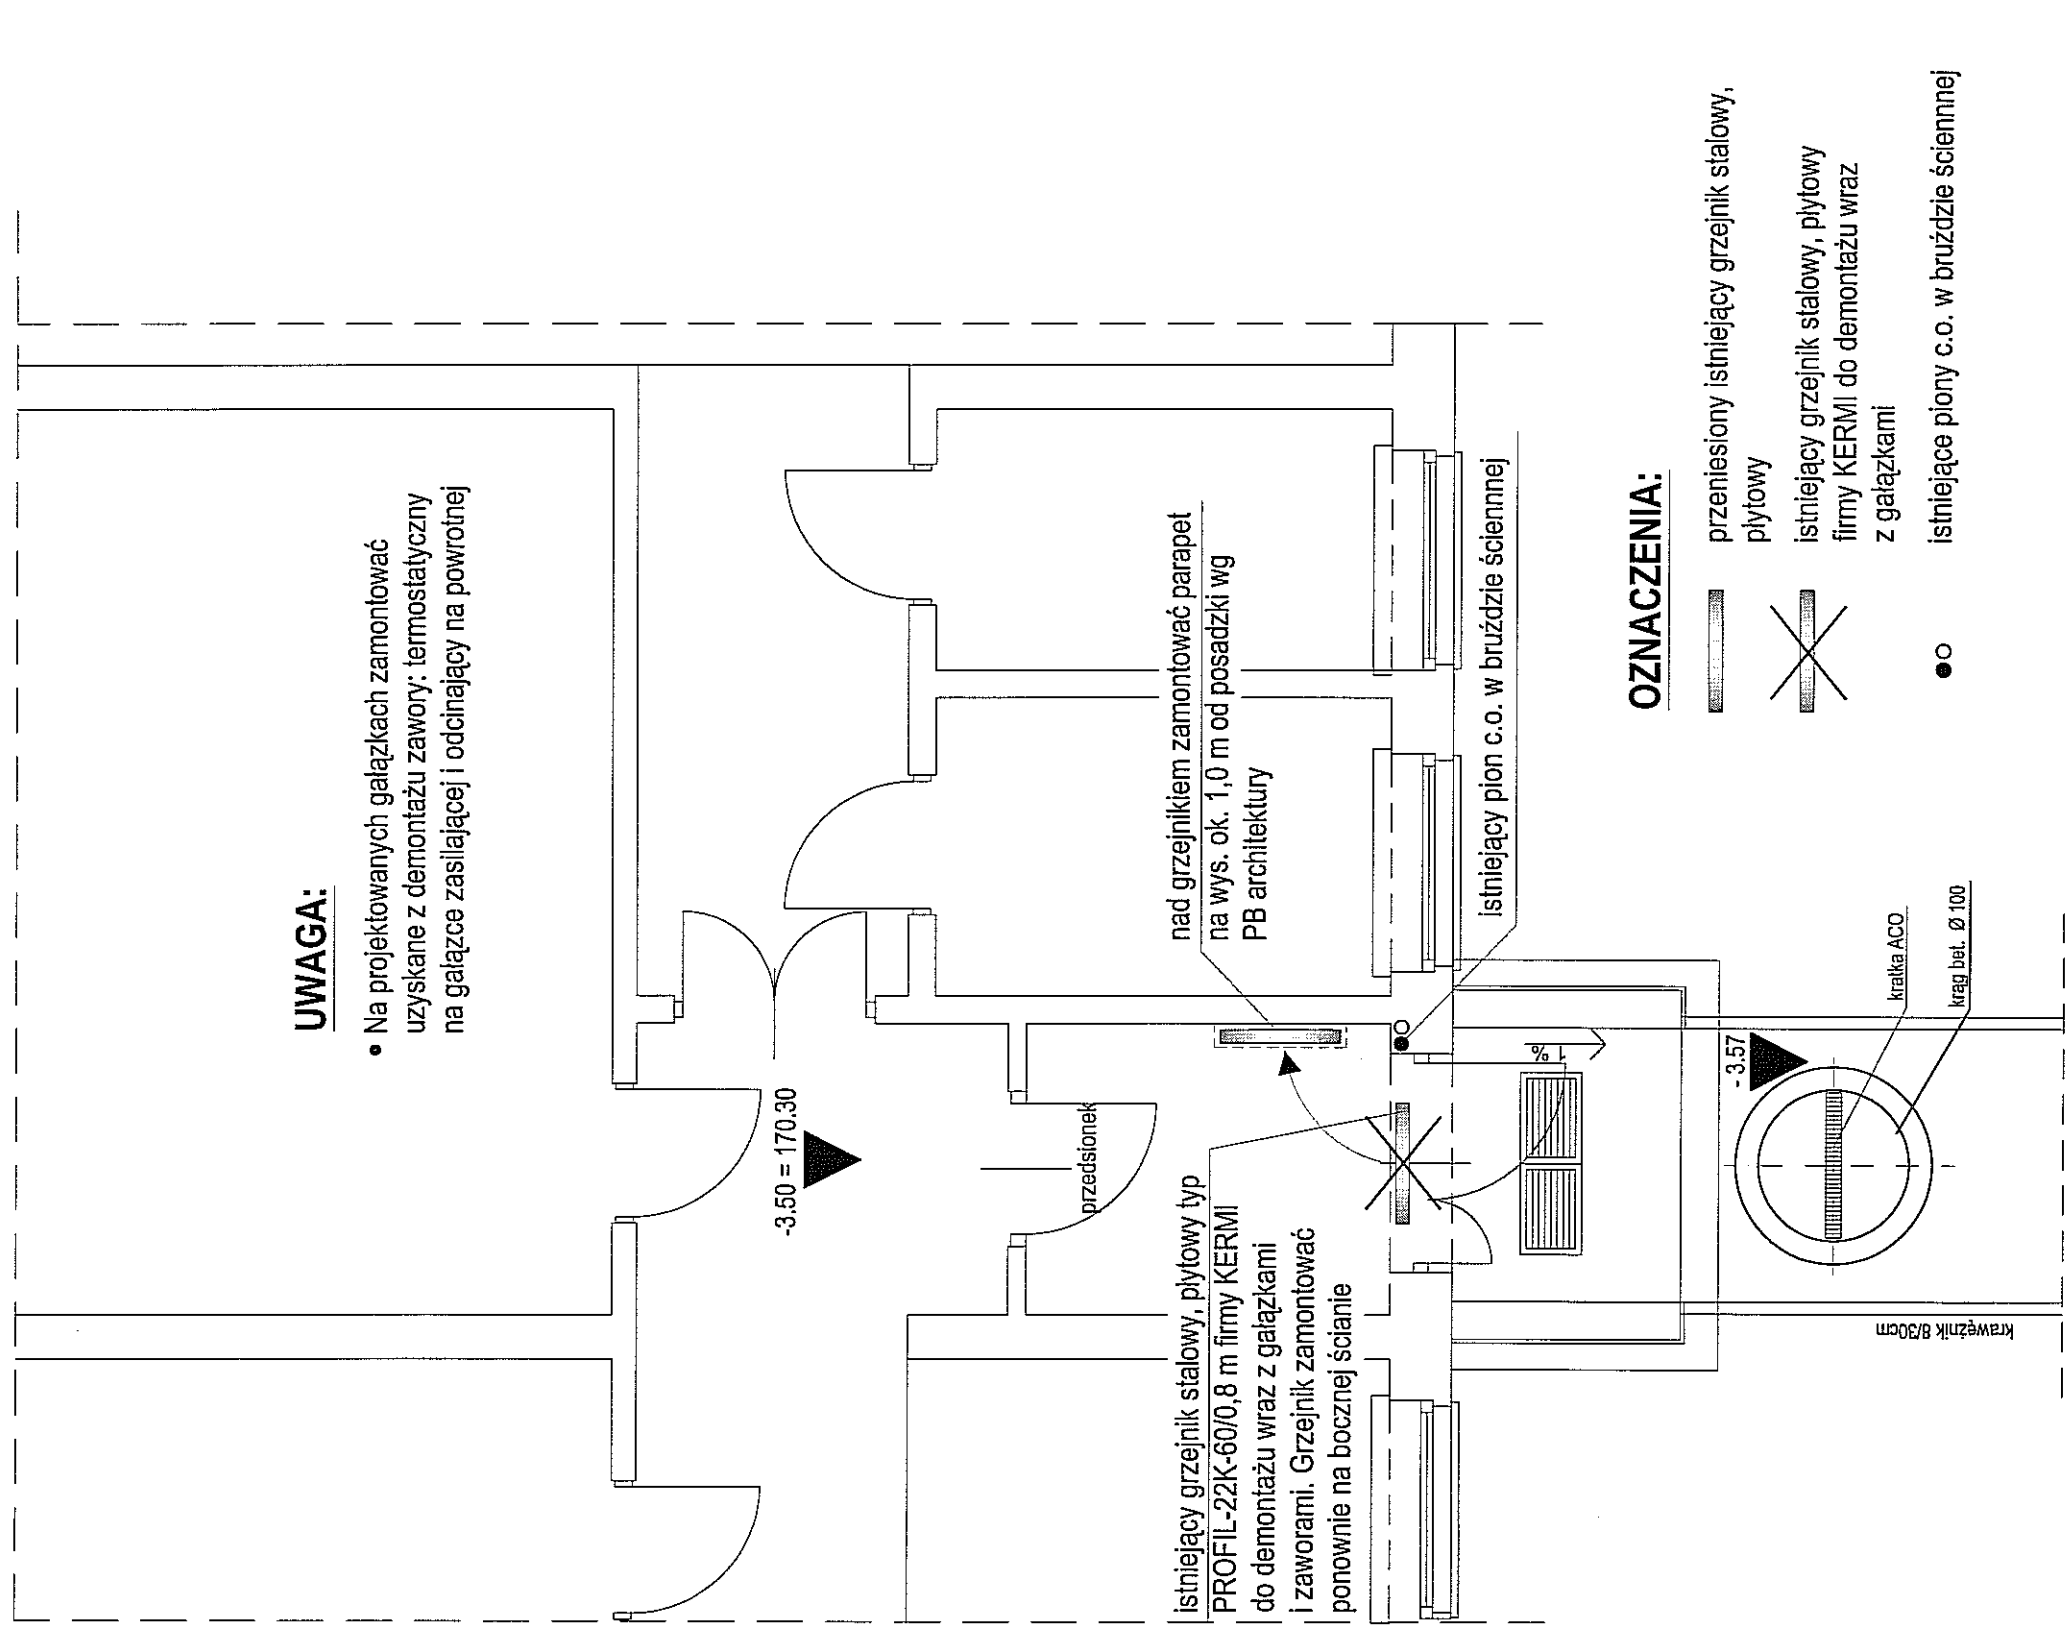 UWAGA:
• Na projektowanych gałązkach zamontować
uzyskane z demontażu zawory: termostatyczny
na gałązce zasilającej i odcinający na powrotnej
-3.50 = 170.30
przedsionek
nad grzejnikiem zamontować parapet
na wys. ok. 1,0 m od posadzki wg
PB architektury
istniejący grzejnik stalowy, płytowy typ
PROFIL-22K-60/0,8 m firmy KERMI
do demontażu wraz z gałązkami
i zaworami. Grzejnik zamontować
ponownie na bocznej ścianie
istniejący pion c.o. w bruździe ściennej
1%
- 3.57
kratka ACO
krąg bet. Ø 100
krawężnik 8/30cm
OZNACZENIA:
przeniesiony istniejący grzejnik stalowy,
płytowy
istniejący grzejnik stalowy, płytowy
firmy KERMI do demontażu wraz
z gałązkami
istniejące piony c.o. w bruździe ściennnej